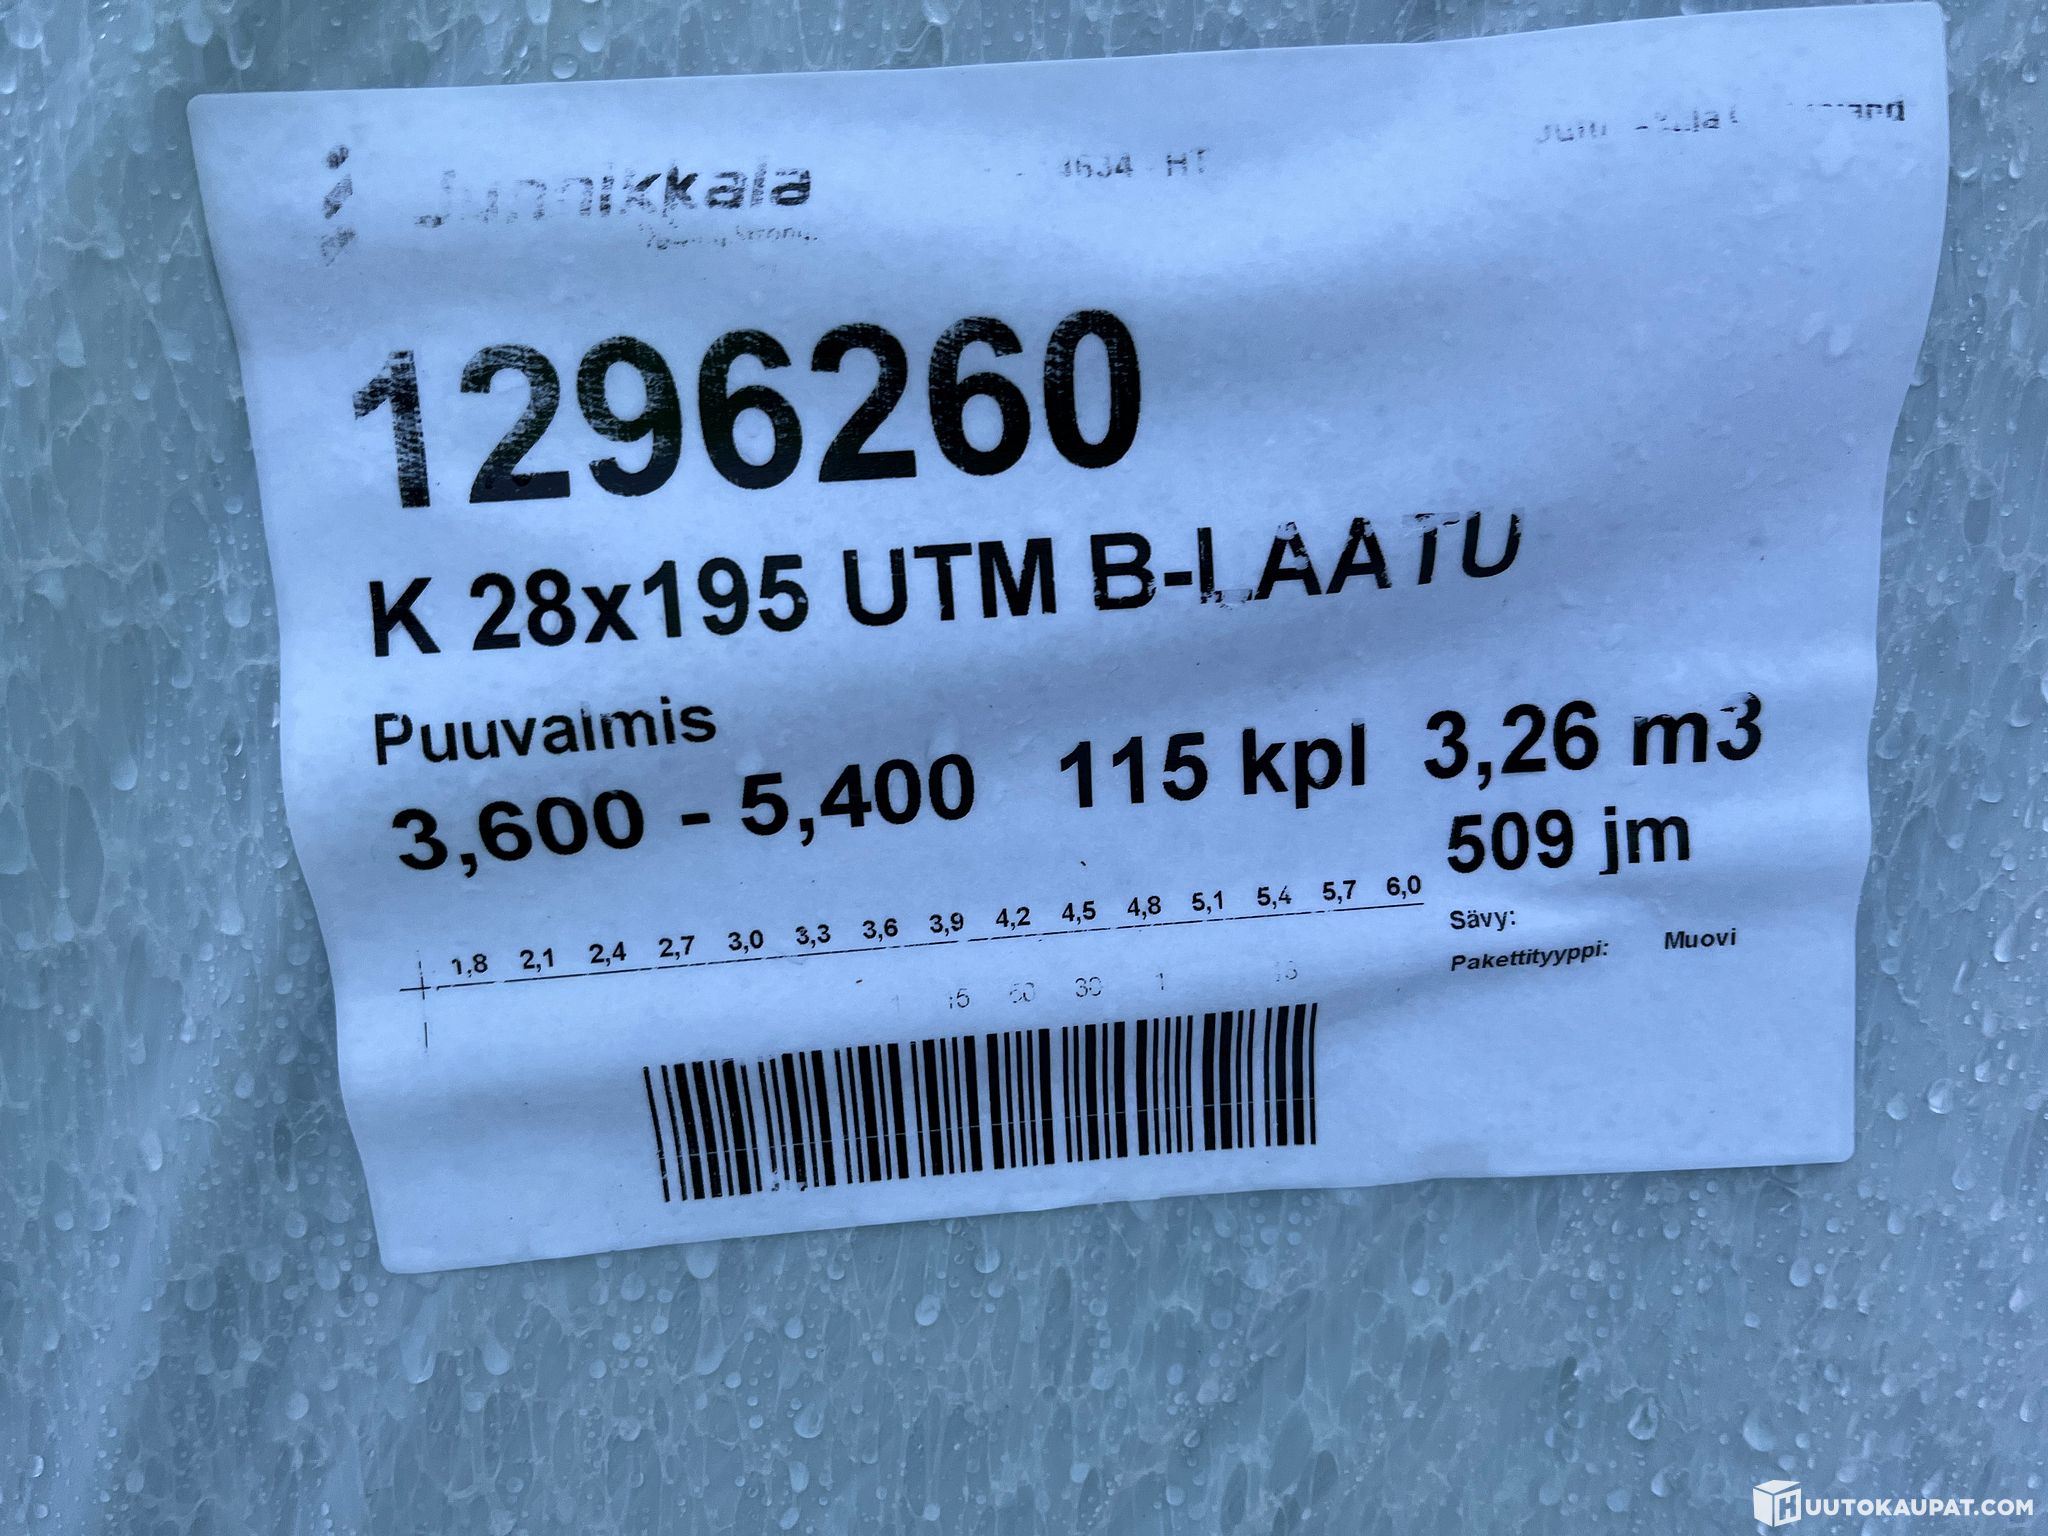 Junnikkala
HT
1296260
K 28x195 UTM B-LAATU
Puuvalmis
3,600 - 5,400 115 kpl 3,26 m3
509 jm
1,8 2,1 2,4 2,7 3,0 3,3 3,6 3,9 4,2 4,5 4,8 5,1 5,4 5,7 6,0
Sävy:
Pakettityyppi: Muovi
HUUTOKAUPAT.COM